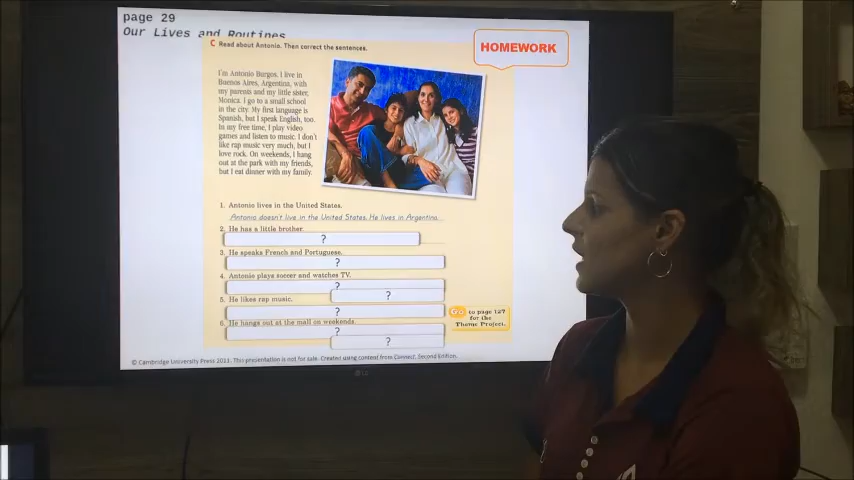 page 29
Our Lives and Routines
C Read about Antonio. Then correct the sentences.
HOMEWORK
I'm Antonio Burgos. I live in
Buenos Aires, Argentina, with
my parents and my little sister,
Monica. I go to a small school
in the city. My first language is
Spanish, but I speak English, too.
In my free time, I play video
games and listen to music. I don't
like rap music very much, but I
love rock. On weekends, I hang
out at the park with my friends,
but I eat dinner with my family.
1. Antonio lives in the United States.
Antonio doesn't live in the United States. He lives in Argentina.
2. He has a little brother.
?
3. He speaks French and Portuguese.
?
4. Antonio plays soccer and watches TV.
?
?
5. He likes rap music.
?
6. He hangs out at the mall on weekends.
?
?
Go to page 127
for the
Theme Project.
© Cambridge University Press 2011. This presentation is not for sale. Created using content from Connect, Second Edition.
LG